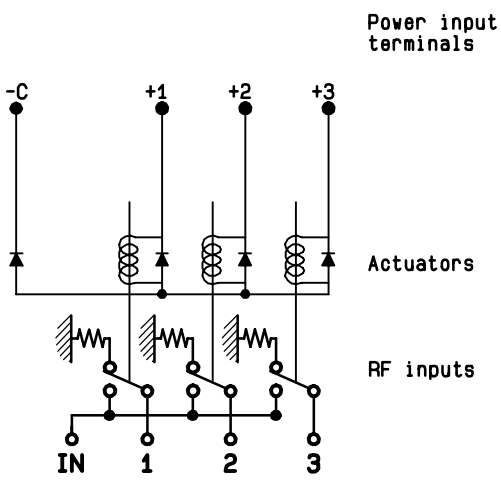 Power input
terminals
-C +1 +2 +3
Actuators
RF inputs
IN 1 2 3